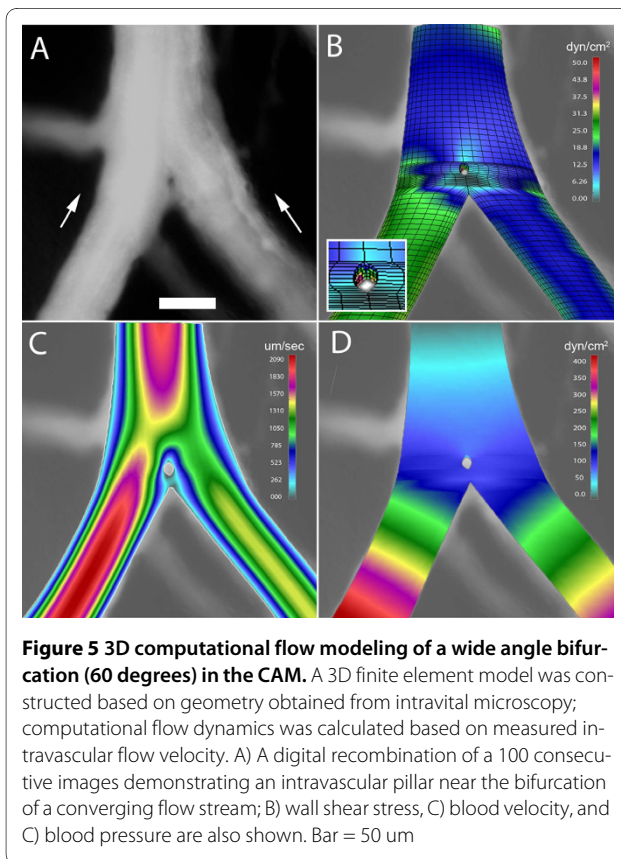 A
B
dyn/cm²
50.0
43.8
37.5
31.3
25.0
18.8
12.5
6.26
0.00
C
um/sec
2090
1830
1570
1310
1050
785
523
262
000
D
dyn/cm²
400
350
300
250
200
150
100
50
0.0
Figure 5 3D computational flow modeling of a wide angle bifur-
cation (60 degrees) in the CAM. A 3D finite element model was con-
structed based on geometry obtained from intravital microscopy;
computational flow dynamics was calculated based on measured in-
travascular flow velocity. A) A digital recombination of a 100 consecu-
tive images demonstrating an intravascular pillar near the bifurcation
of a converging flow stream; B) wall shear stress, C) blood velocity, and
C) blood pressure are also shown. Bar = 50 um